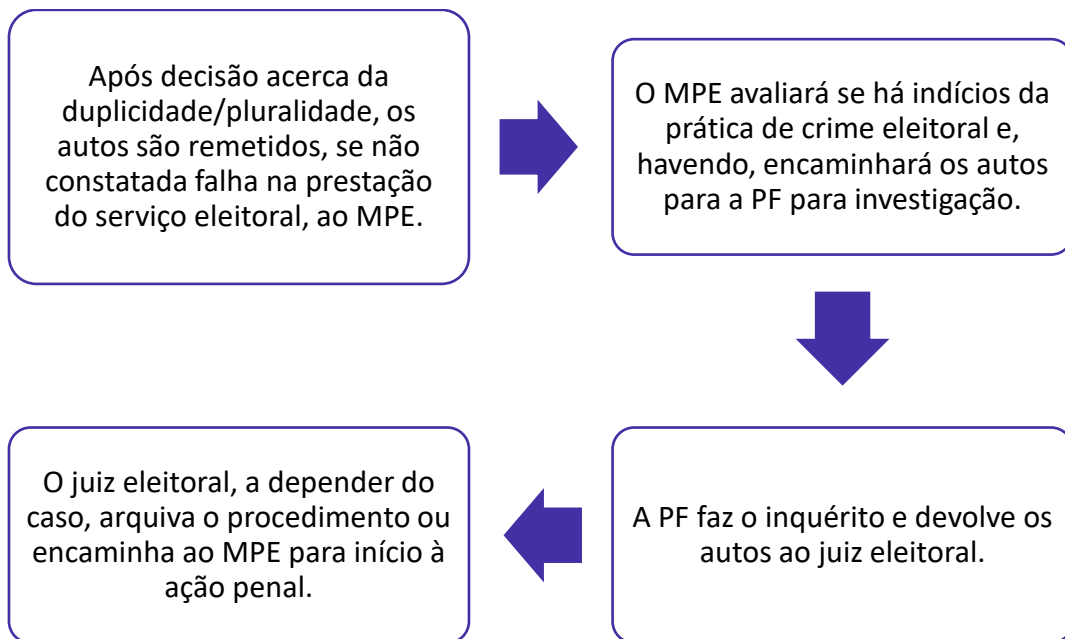 Após decisão acerca da
duplicidade/pluralidade, os
autos são remetidos, se não
constatada falha na prestação
do serviço eleitoral, ao MPE.
O MPE avaliará se há indícios da
prática de crime eleitoral e,
havendo, encaminhará os autos
para a PF para investigação.
A PF faz o inquérito e devolve os
autos ao juiz eleitoral.
O juiz eleitoral, a depender do
caso, arquiva o procedimento ou
encaminha ao MPE para início à
ação penal.